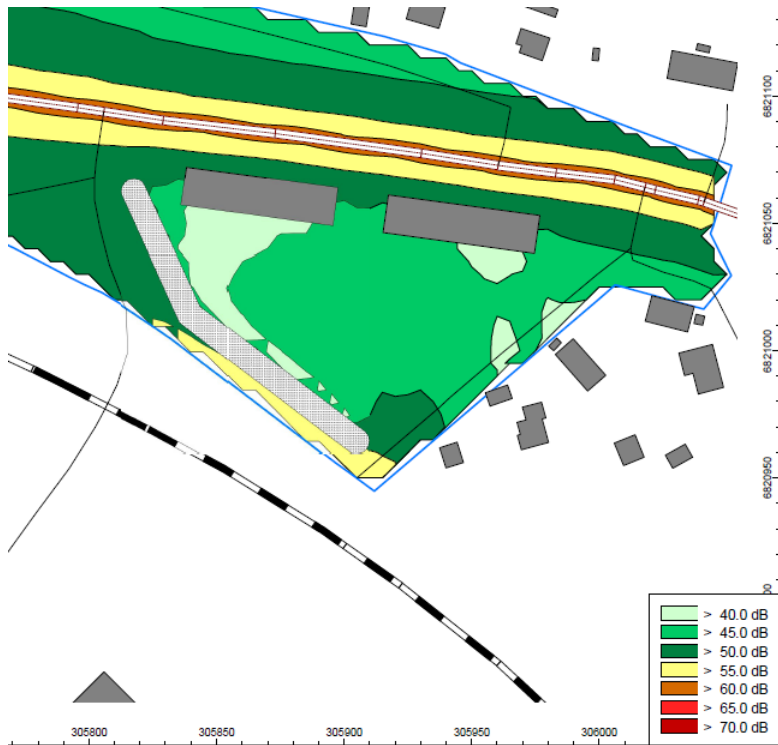 6821100
6821050
6821000
6820950
> 40.0 dB
> 45.0 dB
> 50.0 dB
> 55.0 dB
> 60.0 dB
> 65.0 dB
> 70.0 dB
305800
305850
305900
305950
306000